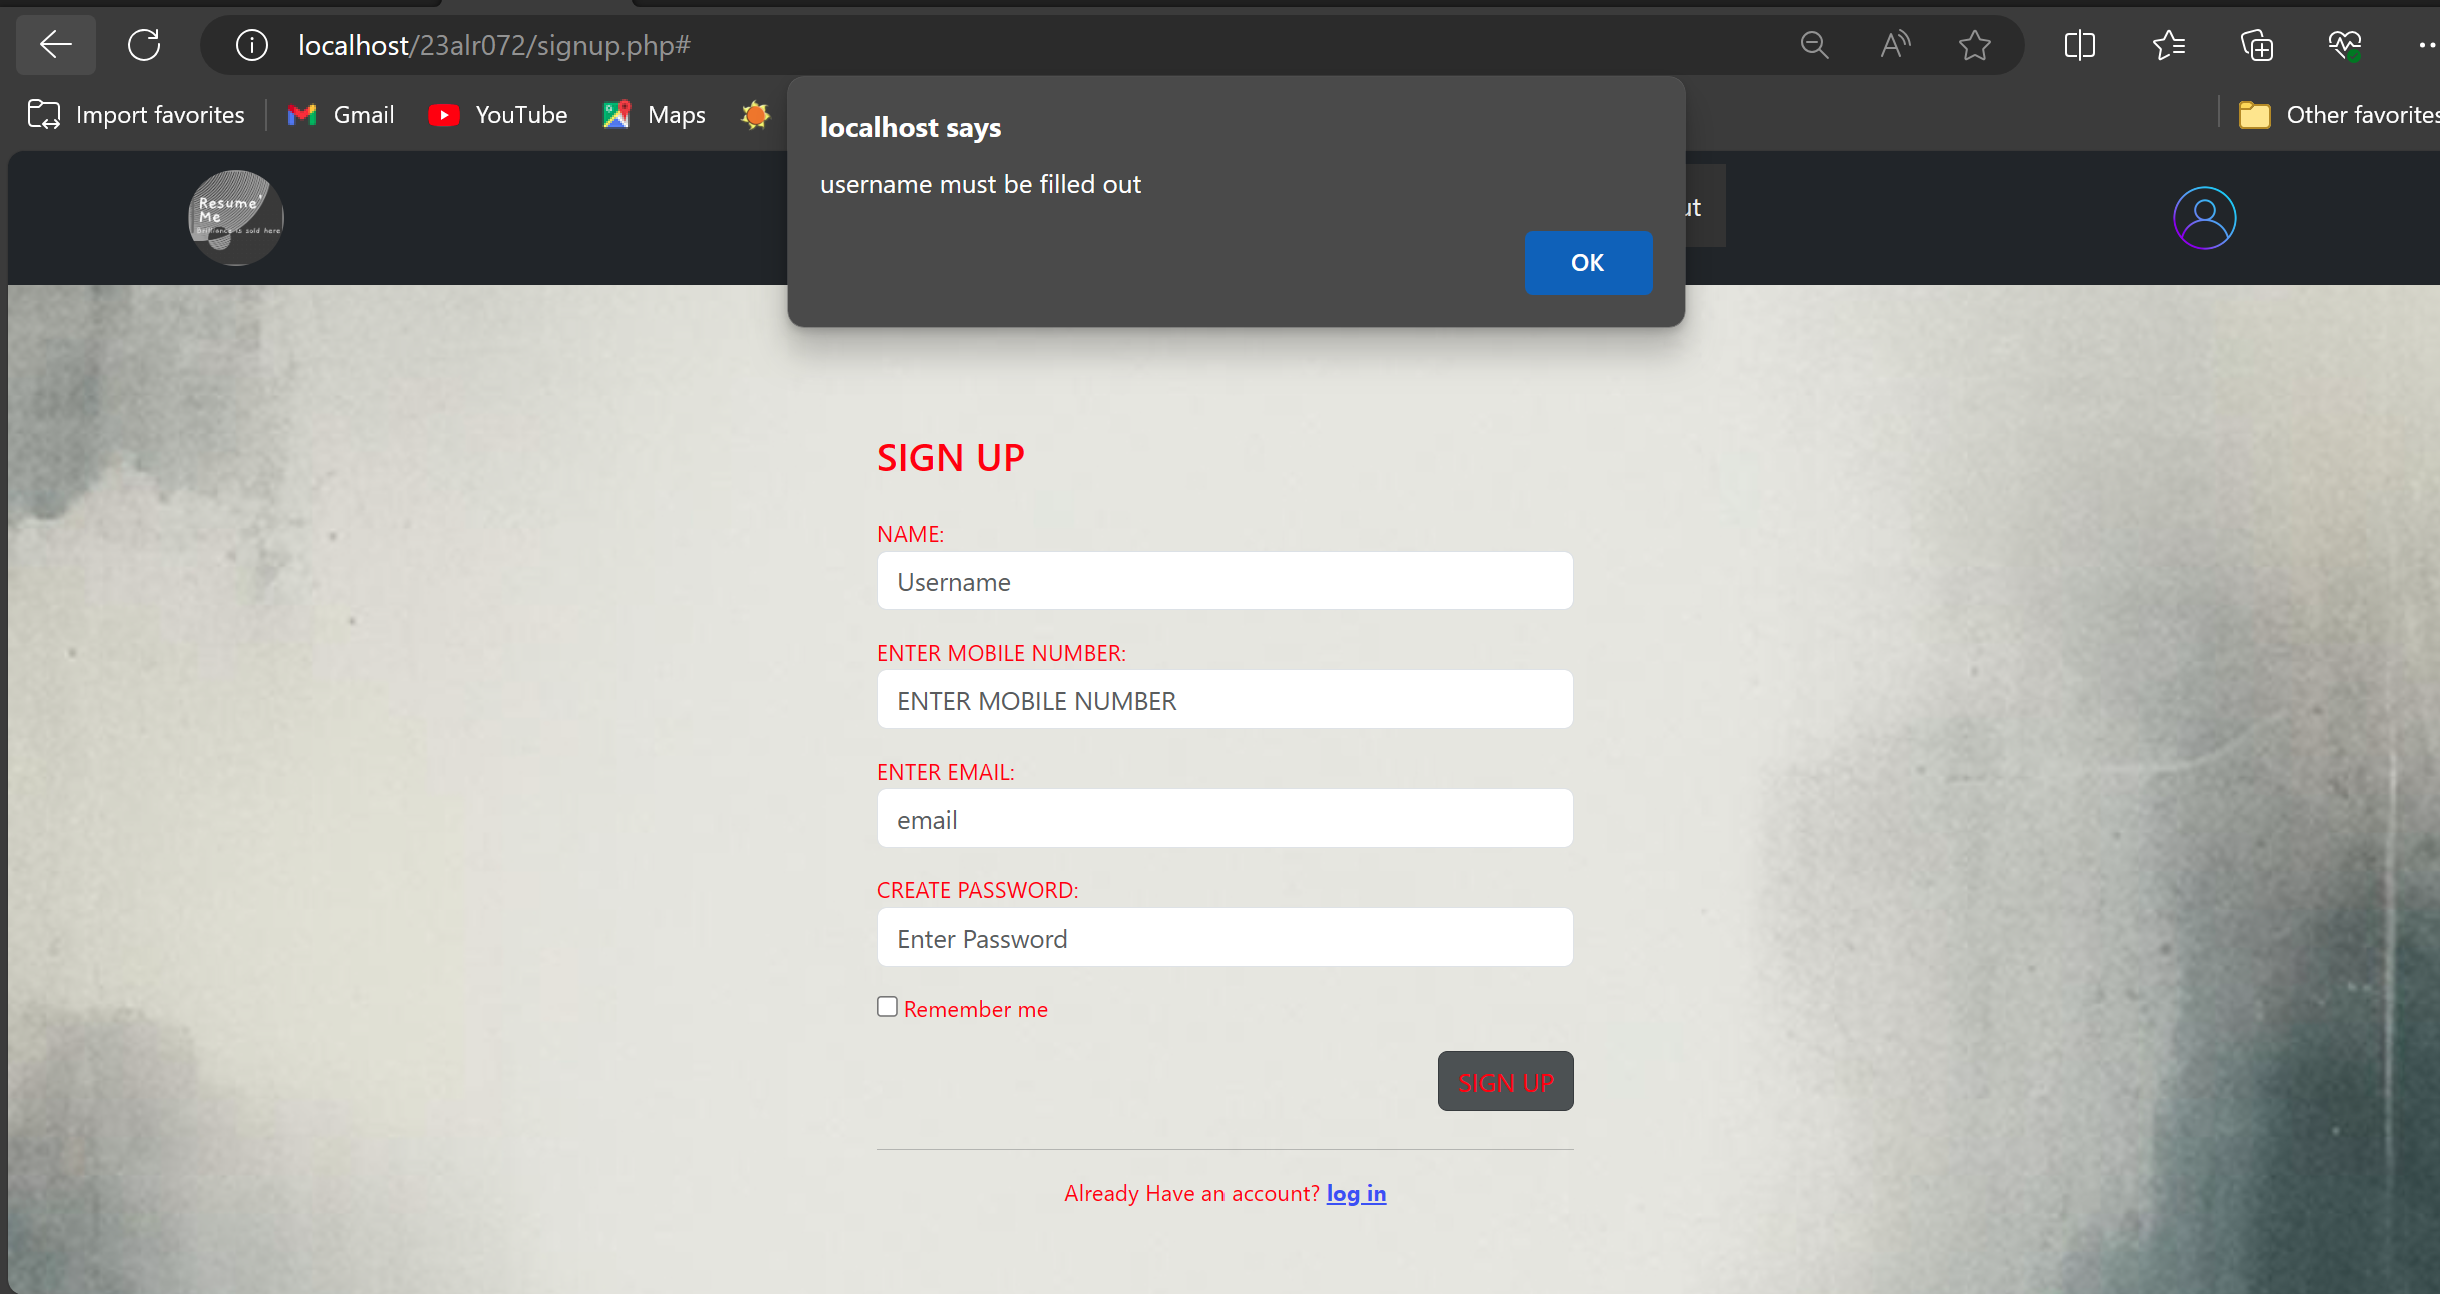 localhost/23alr072/signup.php#
Import favorites Gmail YouTube Maps Other favorites
localhost says
username must be filled out
OK
Resume'
Me
Brilliance is sold here
ut
SIGN UP
NAME:
Username
ENTER MOBILE NUMBER:
ENTER MOBILE NUMBER
ENTER EMAIL:
email
CREATE PASSWORD:
Enter Password
Remember me
SIGN UP
Already Have an account? log in